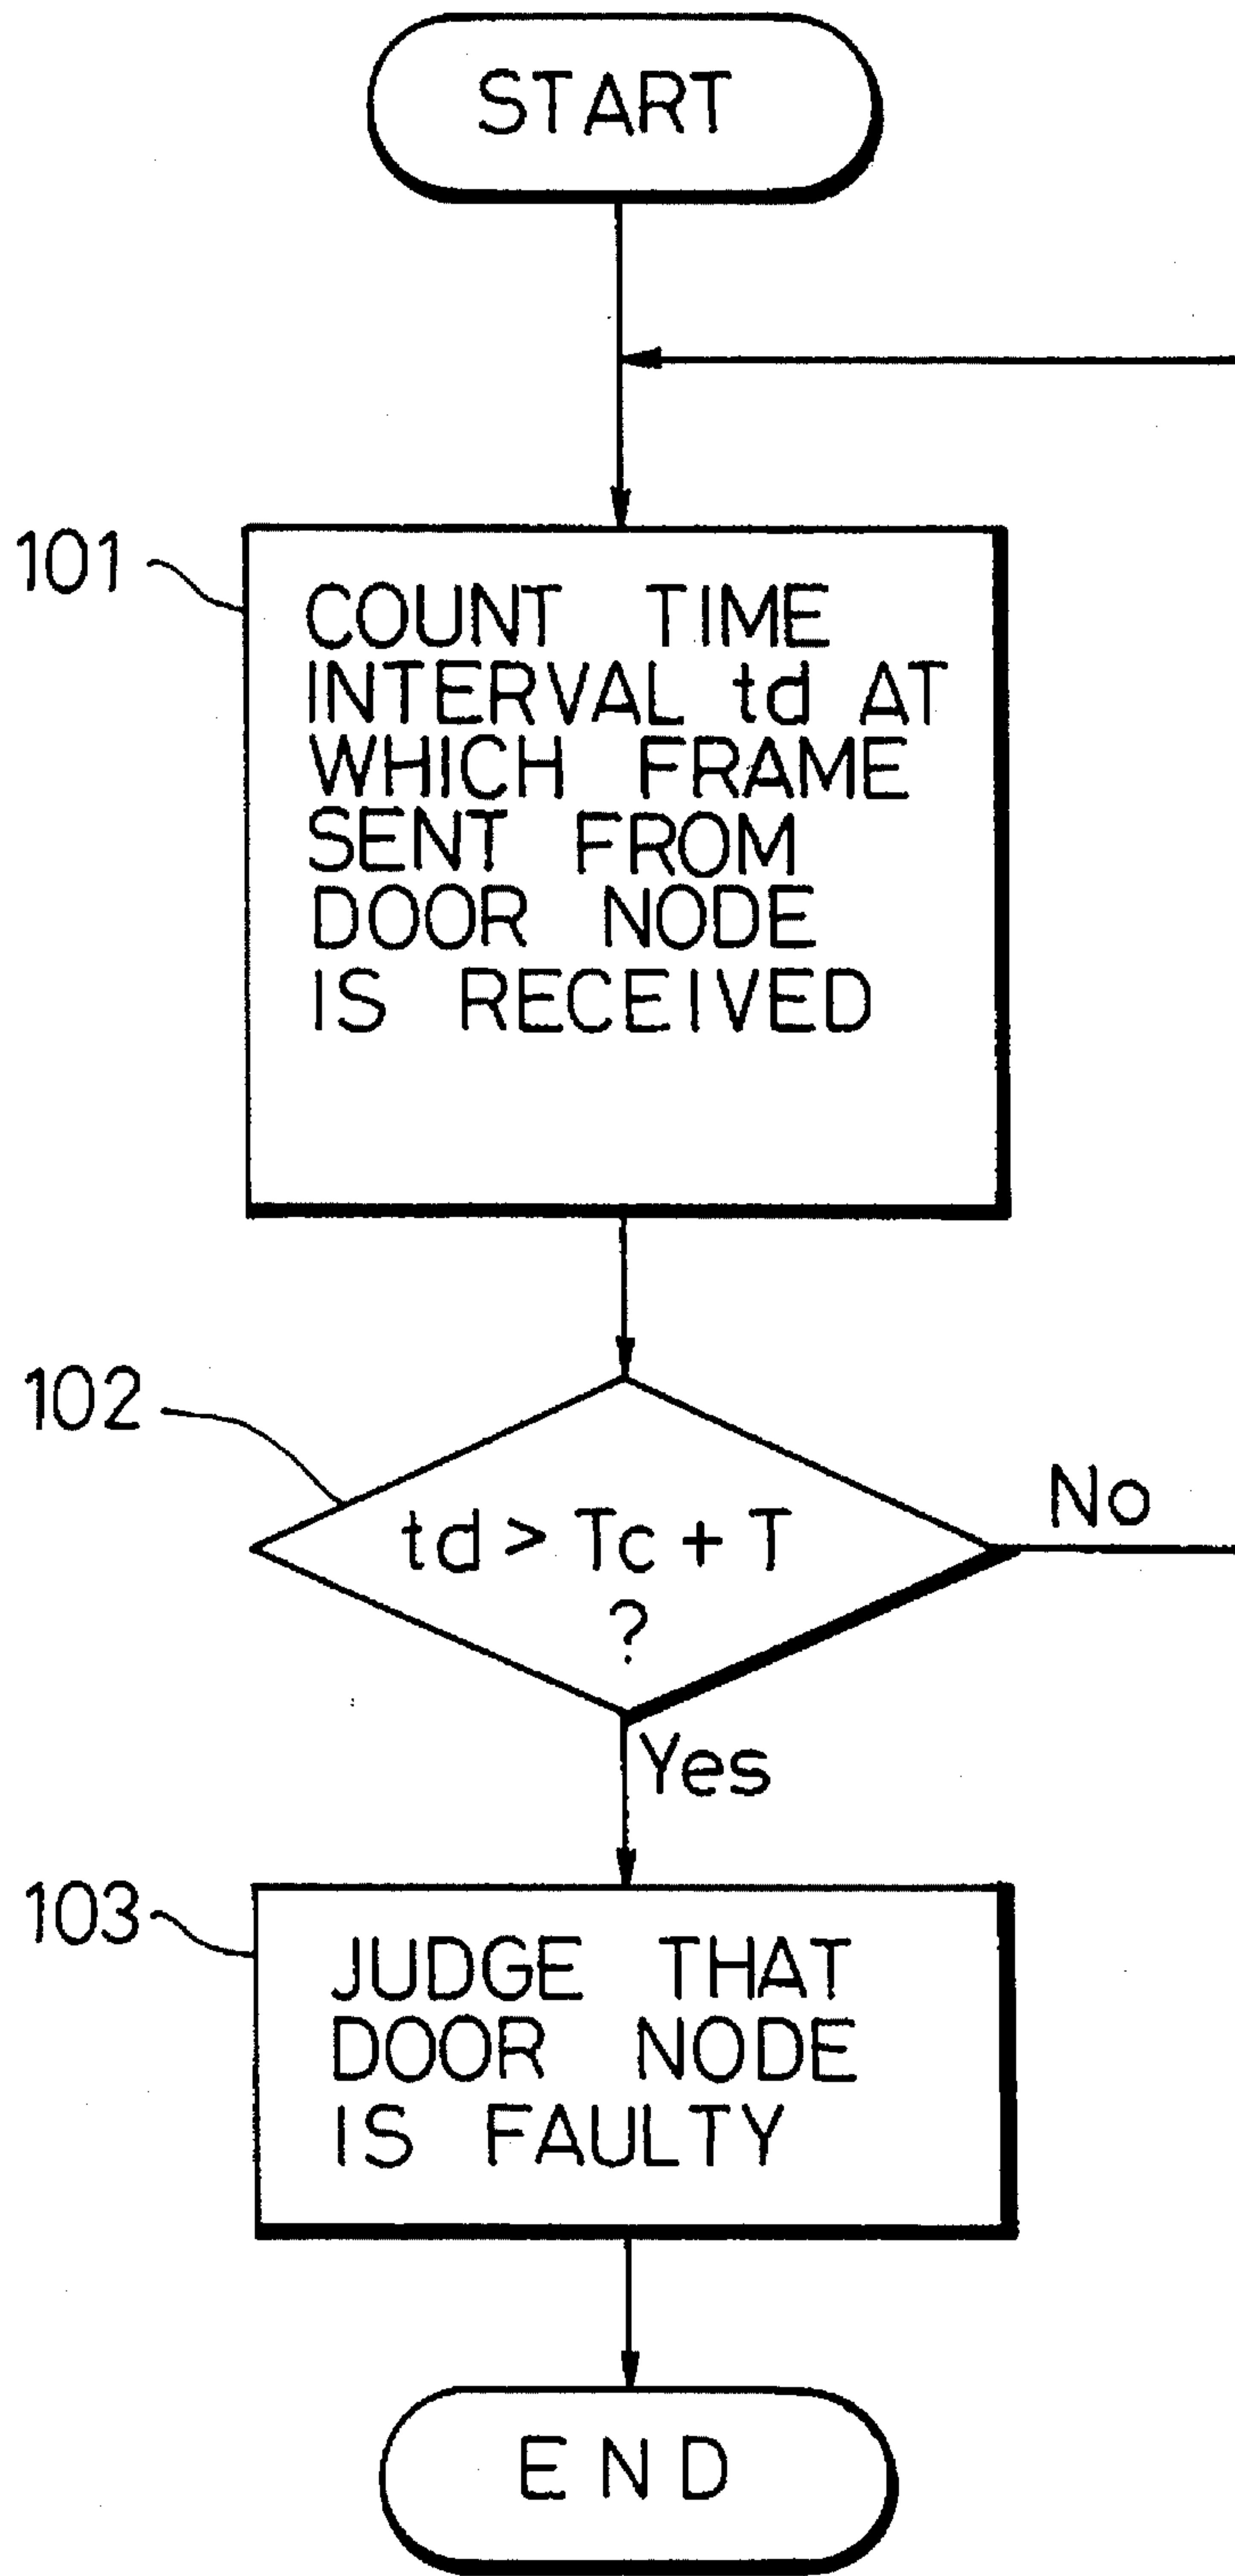 START
101
COUNT TIME
INTERVAL td AT
WHICH FRAME
SENT FROM
DOOR NODE
IS RECEIVED
102
td > Tc + T
?
No
Yes
103
JUDGE THAT
DOOR NODE
IS FAULTY
END